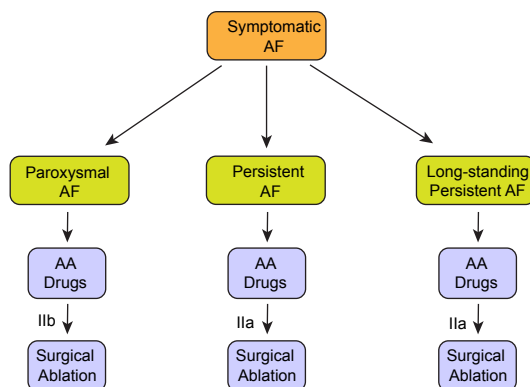 Symptomatic
AF
Paroxysmal
AF
Persistent
AF
Long-standing
Persistent AF
AA
Drugs
AA
Drugs
AA
Drugs
IIb
IIa
IIa
Surgical
Ablation
Surgical
Ablation
Surgical
Ablation